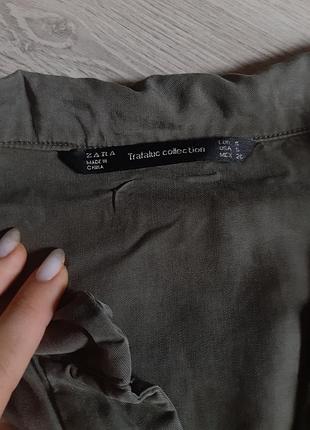 ZARA
MADE IN
CHINA
Trafaluc collection
EUR S
USA S
MEX 26